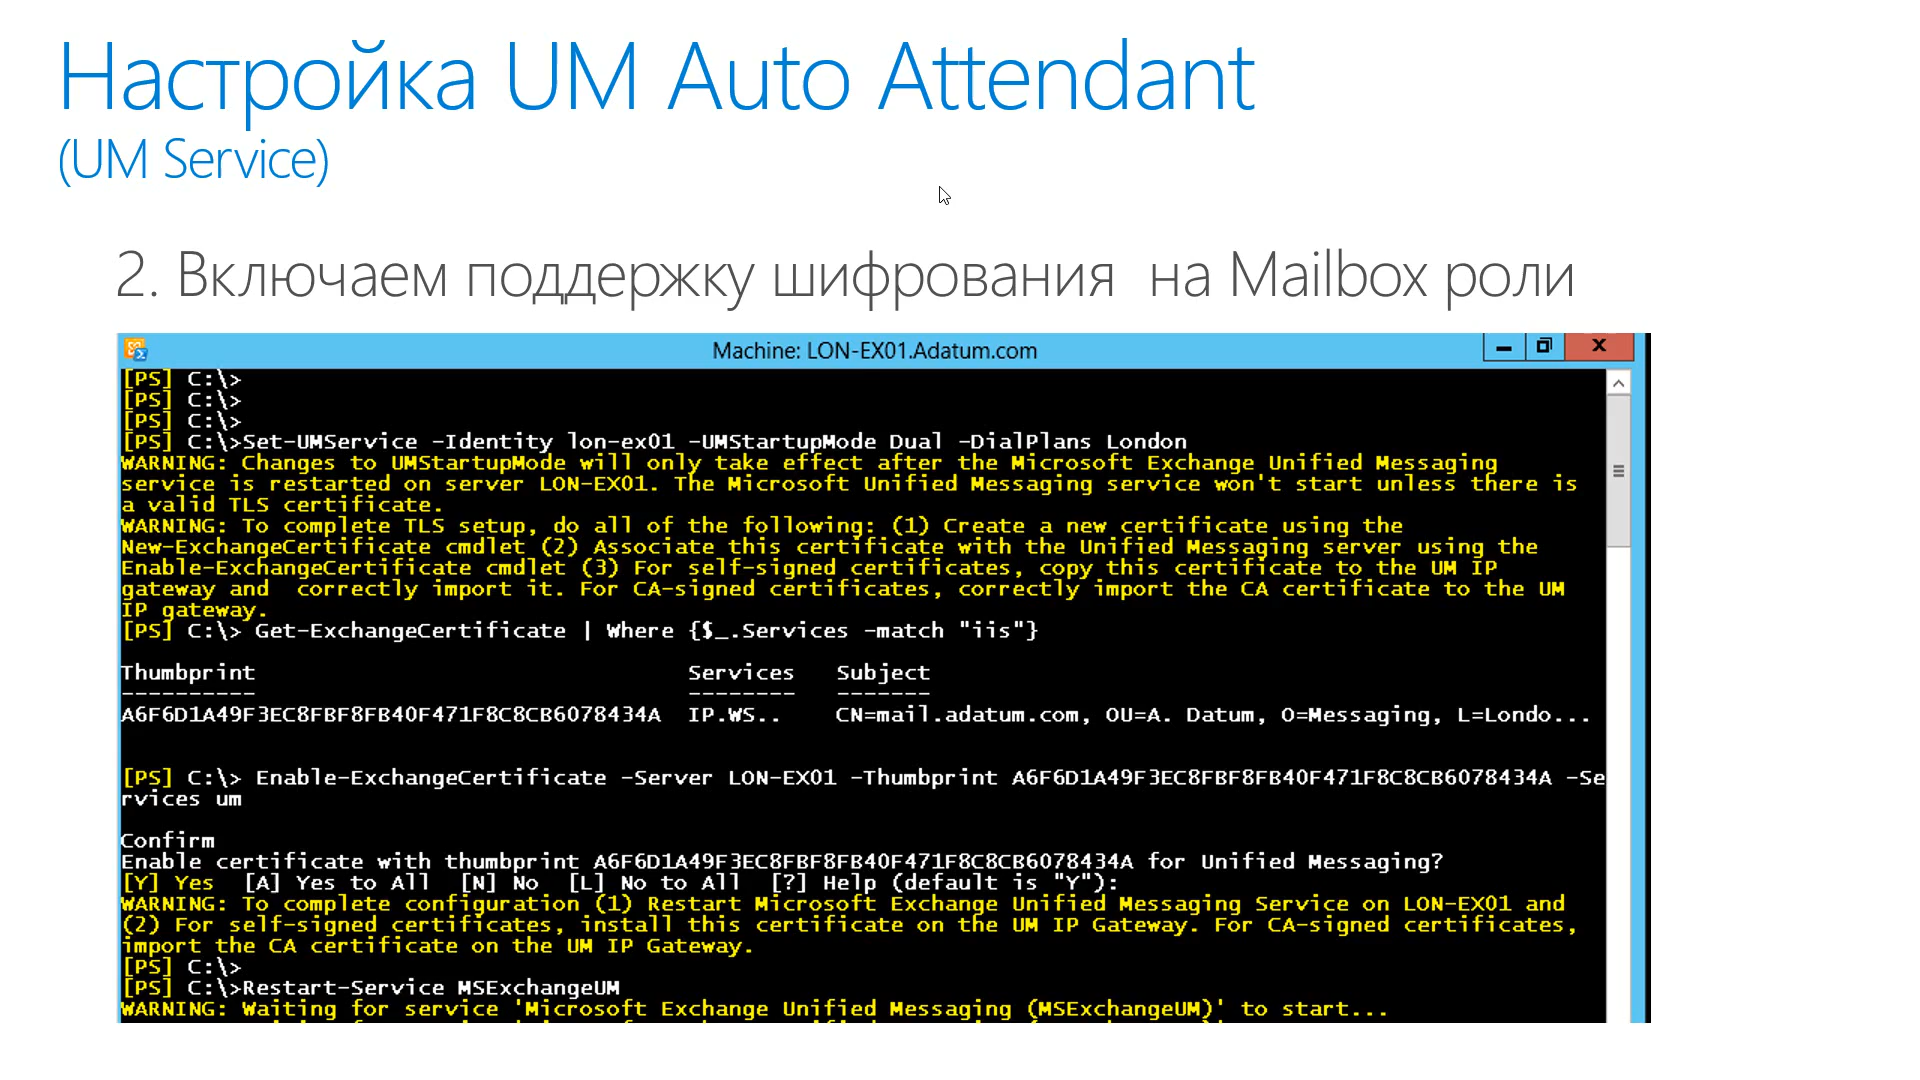 Настройка UM Auto Attendant
(UM Service)
2. Включаем поддержку шифрования на Mailbox роли
Machine: LON-EX01.Adatum.com
[PS] C:\>
[PS] C:\>
[PS] C:\>
[PS] C:\>Set-UMService -Identity lon-ex01 -UMStartupMode Dual -DialPlans London
WARNING: Changes to UMStartupMode will only take effect after the Microsoft Exchange Unified Messaging
service is restarted on server LON-EX01. The Microsoft Unified Messaging service won't start unless there is
a valid TLS certificate.
WARNING: To complete TLS setup, do all of the following: (1) Create a new certificate using the
New-ExchangeCertificate cmdlet (2) Associate this certificate with the Unified Messaging server using the
Enable-ExchangeCertificate cmdlet (3) For self-signed certificates, copy this certificate to the UM IP
gateway and  correctly import it. For CA-signed certificates, correctly import the CA certificate to the UM
IP gateway.
[PS] C:\> Get-ExchangeCertificate | Where {$_.Services -match "iis"}
Thumbprint Services Subject
---------- -------- -------
A6F6D1A49F3EC8FBF8FB40F471F8C8CB6078434A IP.WS.. CN=mail.adatum.com, OU=A. Datum, O=Messaging, L=Londo...
[PS] C:\> Enable-ExchangeCertificate -Server LON-EX01 -Thumbprint A6F6D1A49F3EC8FBF8FB40F471F8C8CB6078434A -Se
rvices um
Confirm
Enable certificate with thumbprint A6F6D1A49F3EC8FBF8FB40F471F8C8CB6078434A for Unified Messaging?
[Y] Yes [A] Yes to All [N] No [L] No to All [?] Help (default is "Y"):
WARNING: To complete configuration (1) Restart Microsoft Exchange Unified Messaging Service on LON-EX01 and
(2) For self-signed certificates, install this certificate on the UM IP Gateway. For CA-signed certificates,
import the CA certificate on the UM IP Gateway.
[PS] C:\>
[PS] C:\>Restart-Service MSExchangeUM
WARNING: Waiting for service 'Microsoft Exchange Unified Messaging (MSExchangeUM)' to start...